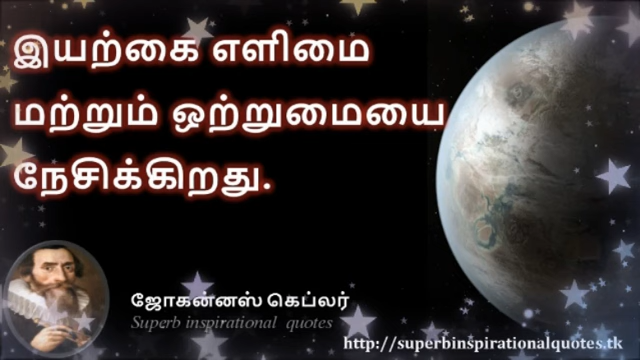 இயற்கை எளிமை
மற்றும் ஒற்றுமையை
நேசிக்கிறது.
ஜோகன்னஸ் கெப்லர்
Superb inspirational quotes
http://superbinspirationalquotes.tk